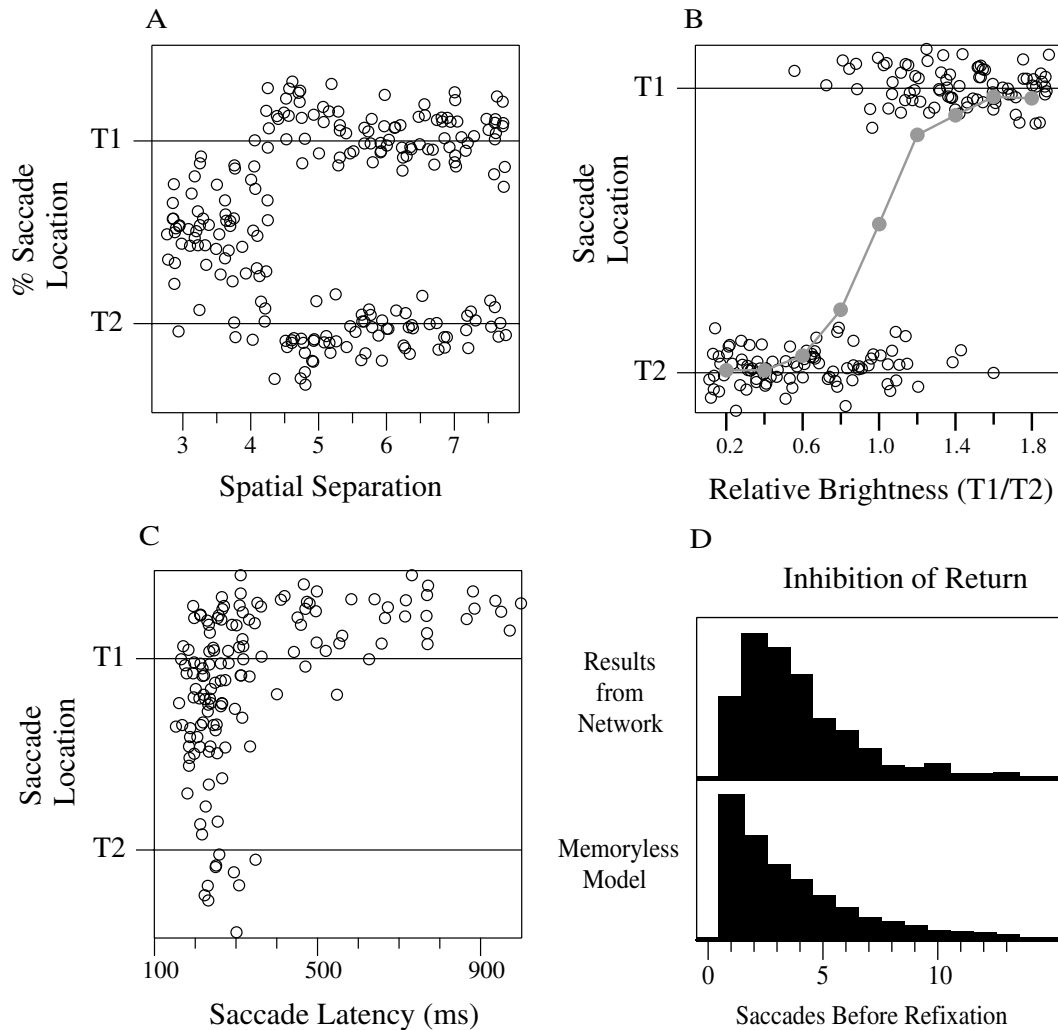 A
% Saccade
Location
T1
T2
3 4 5 6 7
Spatial Separation
B
Saccade
Location
T1
T2
0.2 0.6 1.0 1.4 1.8
Relative Brightness (T1/T2)
C
Saccade
Location
T1
T2
100 500 900
Saccade Latency (ms)
D
Inhibition of Return
Results
from
Network
Memoryless
Model
0 5 10
Saccades Before Refixation